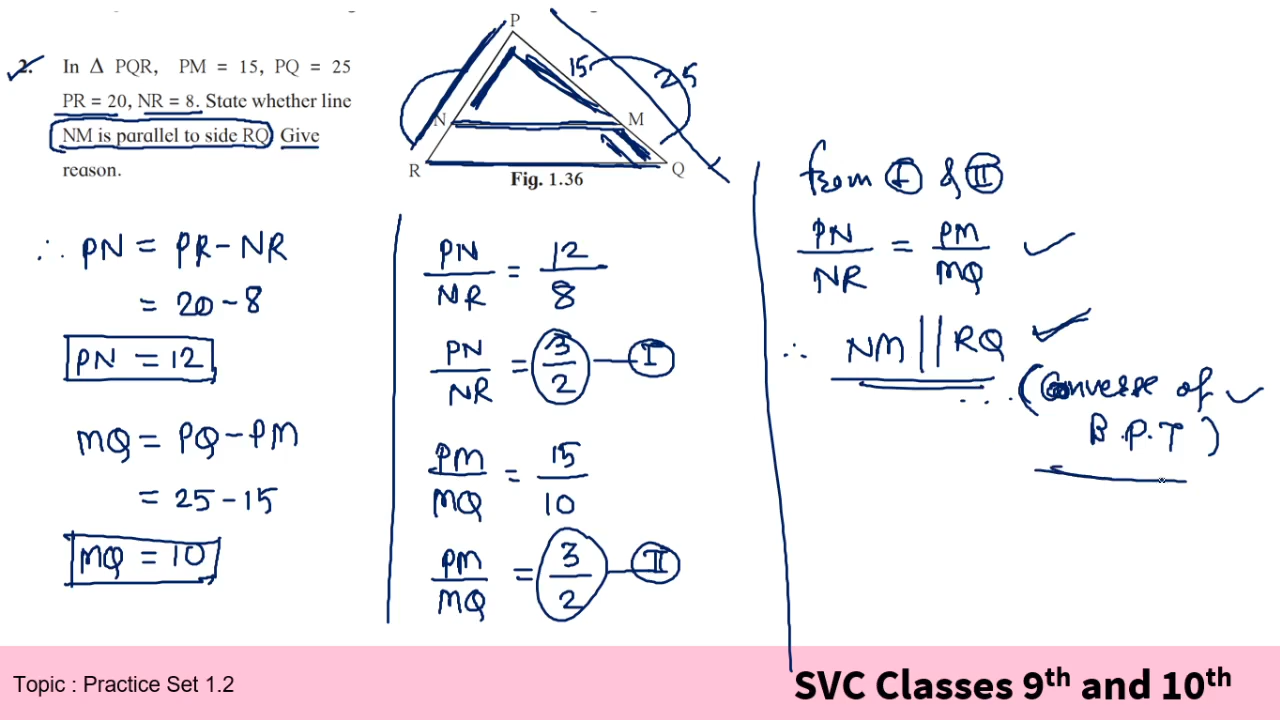 2. In Δ PQR, PM = 15, PQ = 25
PR = 20, NR = 8. State whether line
NM is parallel to side RQ. Give
reason.
P
15
25
N
M
R
Q
Fig. 1.36
∴ PN = PR - NR
= 20 - 8
PN = 12
MQ = PQ - PM
= 25 - 15
MQ = 10
PN/NR = 12/8
PN/NR = 3/2 — I
PM/MQ = 15/10
PM/MQ = 3/2 — II
from I & II
PN/NR = PM/MQ
∴ NM || RQ
... (Converse of
B.P.T)
Topic : Practice Set 1.2
SVC Classes 9th and 10th